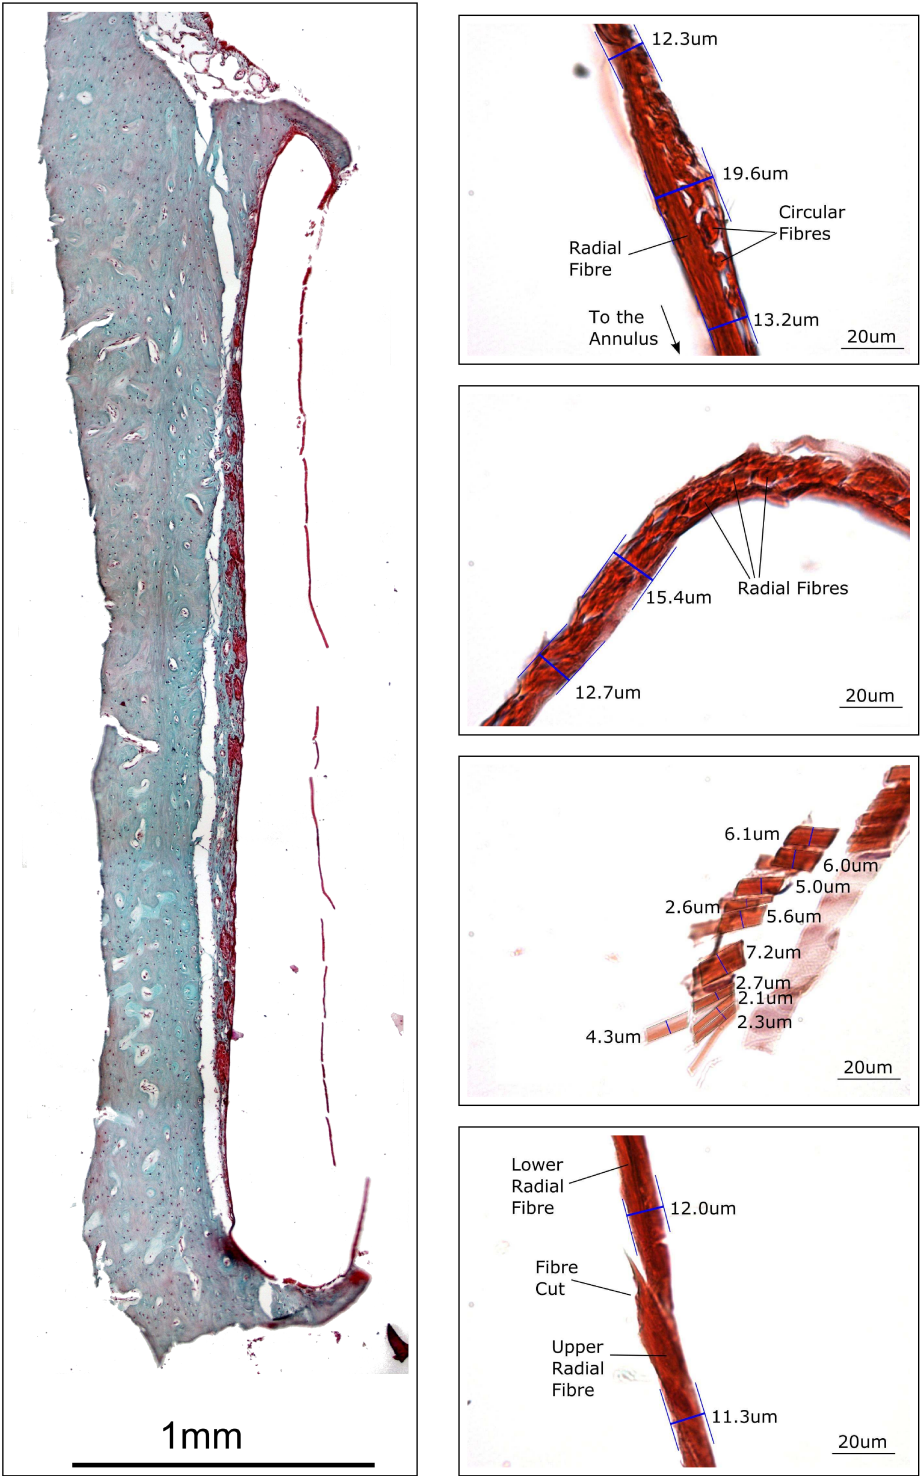 1mm
12.3um
19.6um
Circular
Fibres
Radial
Fibre
To the
Annulus
13.2um
20um
15.4um
Radial Fibres
12.7um
20um
6.1um
6.0um
5.0um
2.6um
5.6um
7.2um
2.7um
2.1um
2.3um
4.3um
20um
Lower
Radial
Fibre
12.0um
Fibre
Cut
Upper
Radial
Fibre
11.3um
20um